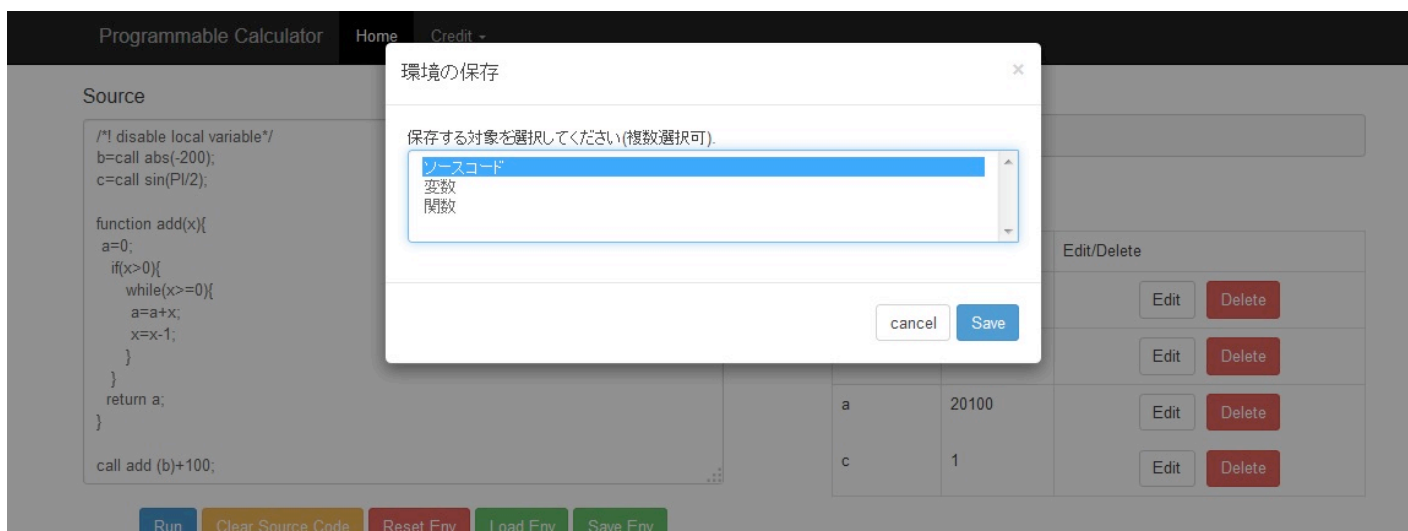 Programmable Calculator Home Credit
環境の保存
×
Source
保存する対象を選択してください(複数選択可).
ソースコード
変数
関数
/*! disable local variable*/
b=call abs(-200);
c=call sin(PI/2);
function add(x){
a=0;
if(x>0){
while(x>=0){
a=a+x;
x=x-1;
}
}
return a;
}
call add (b)+100;
cancel Save
Edit/Delete
Edit Delete
Edit Delete
a 20100 Edit Delete
c 1 Edit Delete
Run Clear Source Code Reset Env Load Env Save Env